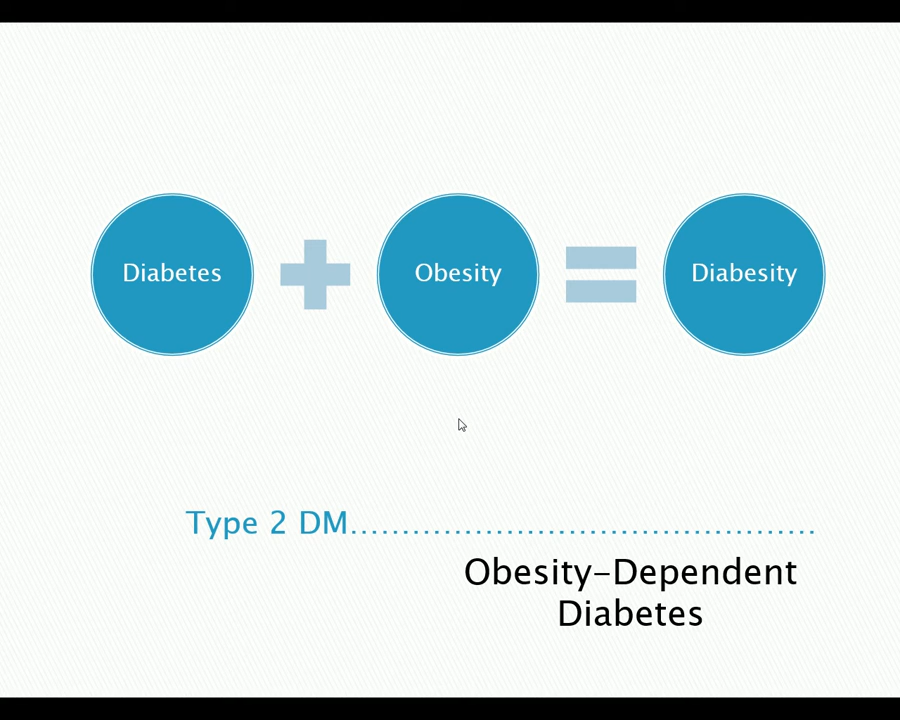 Diabetes
Obesity
Diabesity
Type 2 DM.............................................
Obesity-Dependent
Diabetes